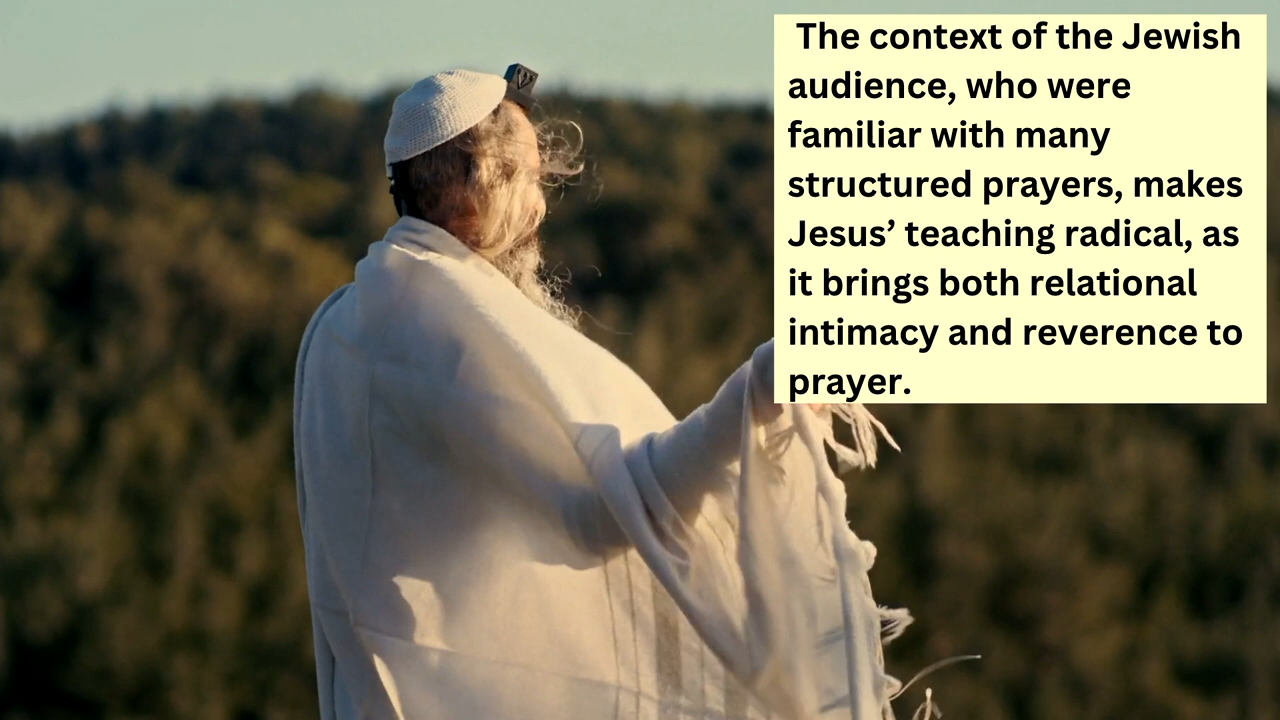 The context of the Jewish
audience, who were
familiar with many
structured prayers, makes
Jesus’ teaching radical, as
it brings both relational
intimacy and reverence to
prayer.